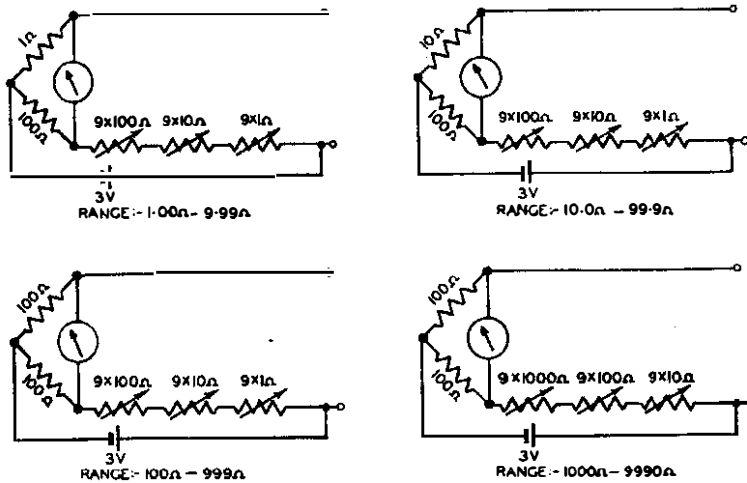 1Ω
100Ω
9×100Ω 9×10Ω 9×1Ω
3V
RANGE:- 1·00Ω - 9·99Ω
10Ω
100Ω
9×100Ω 9×10Ω 9×1Ω
3V
RANGE:- 10·0Ω - 99·9Ω
100Ω
100Ω
9×100Ω 9×10Ω 9×1Ω
3V
RANGE:- 100Ω - 999Ω
100Ω
100Ω
9×1000Ω 9×100Ω 9×10Ω
3V
RANGE:- 1000Ω - 9990Ω